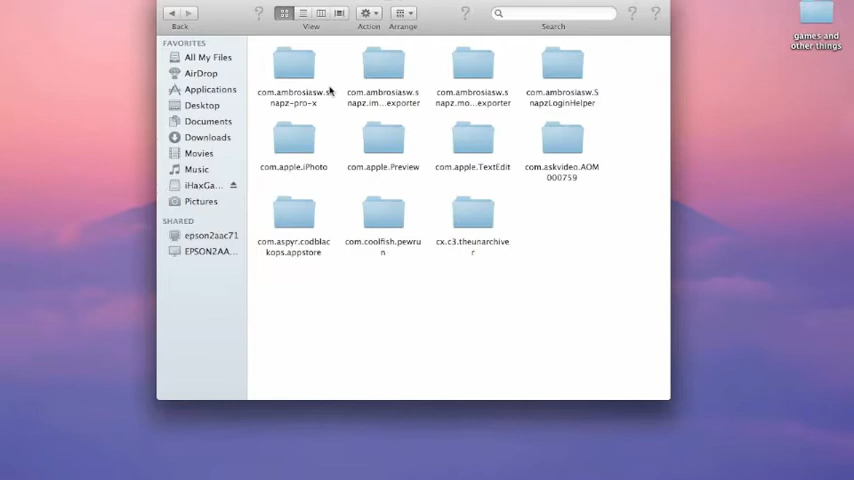 Back
View
Action
Arrange
Search
games and
other things
FAVORITES
All My Files
AirDrop
Applications
Desktop
Documents
Downloads
Movies
Music
iHaxGa...
Pictures
SHARED
epson2aac71
EPSON2AA...
com.ambrosiasw.s
napz-pro-x
com.ambrosiasw.s
napz.im...exporter
com.ambrosiasw.s
napz.mo...exporter
com.ambrosiasw.S
napzLoginHelper
com.apple.iPhoto
com.apple.Preview
com.apple.TextEdit
com.askvideo.AOM
000759
com.aspyr.codblac
kops.appstore
com.coolfish.pewru
n
cx.c3.theunarchive
r